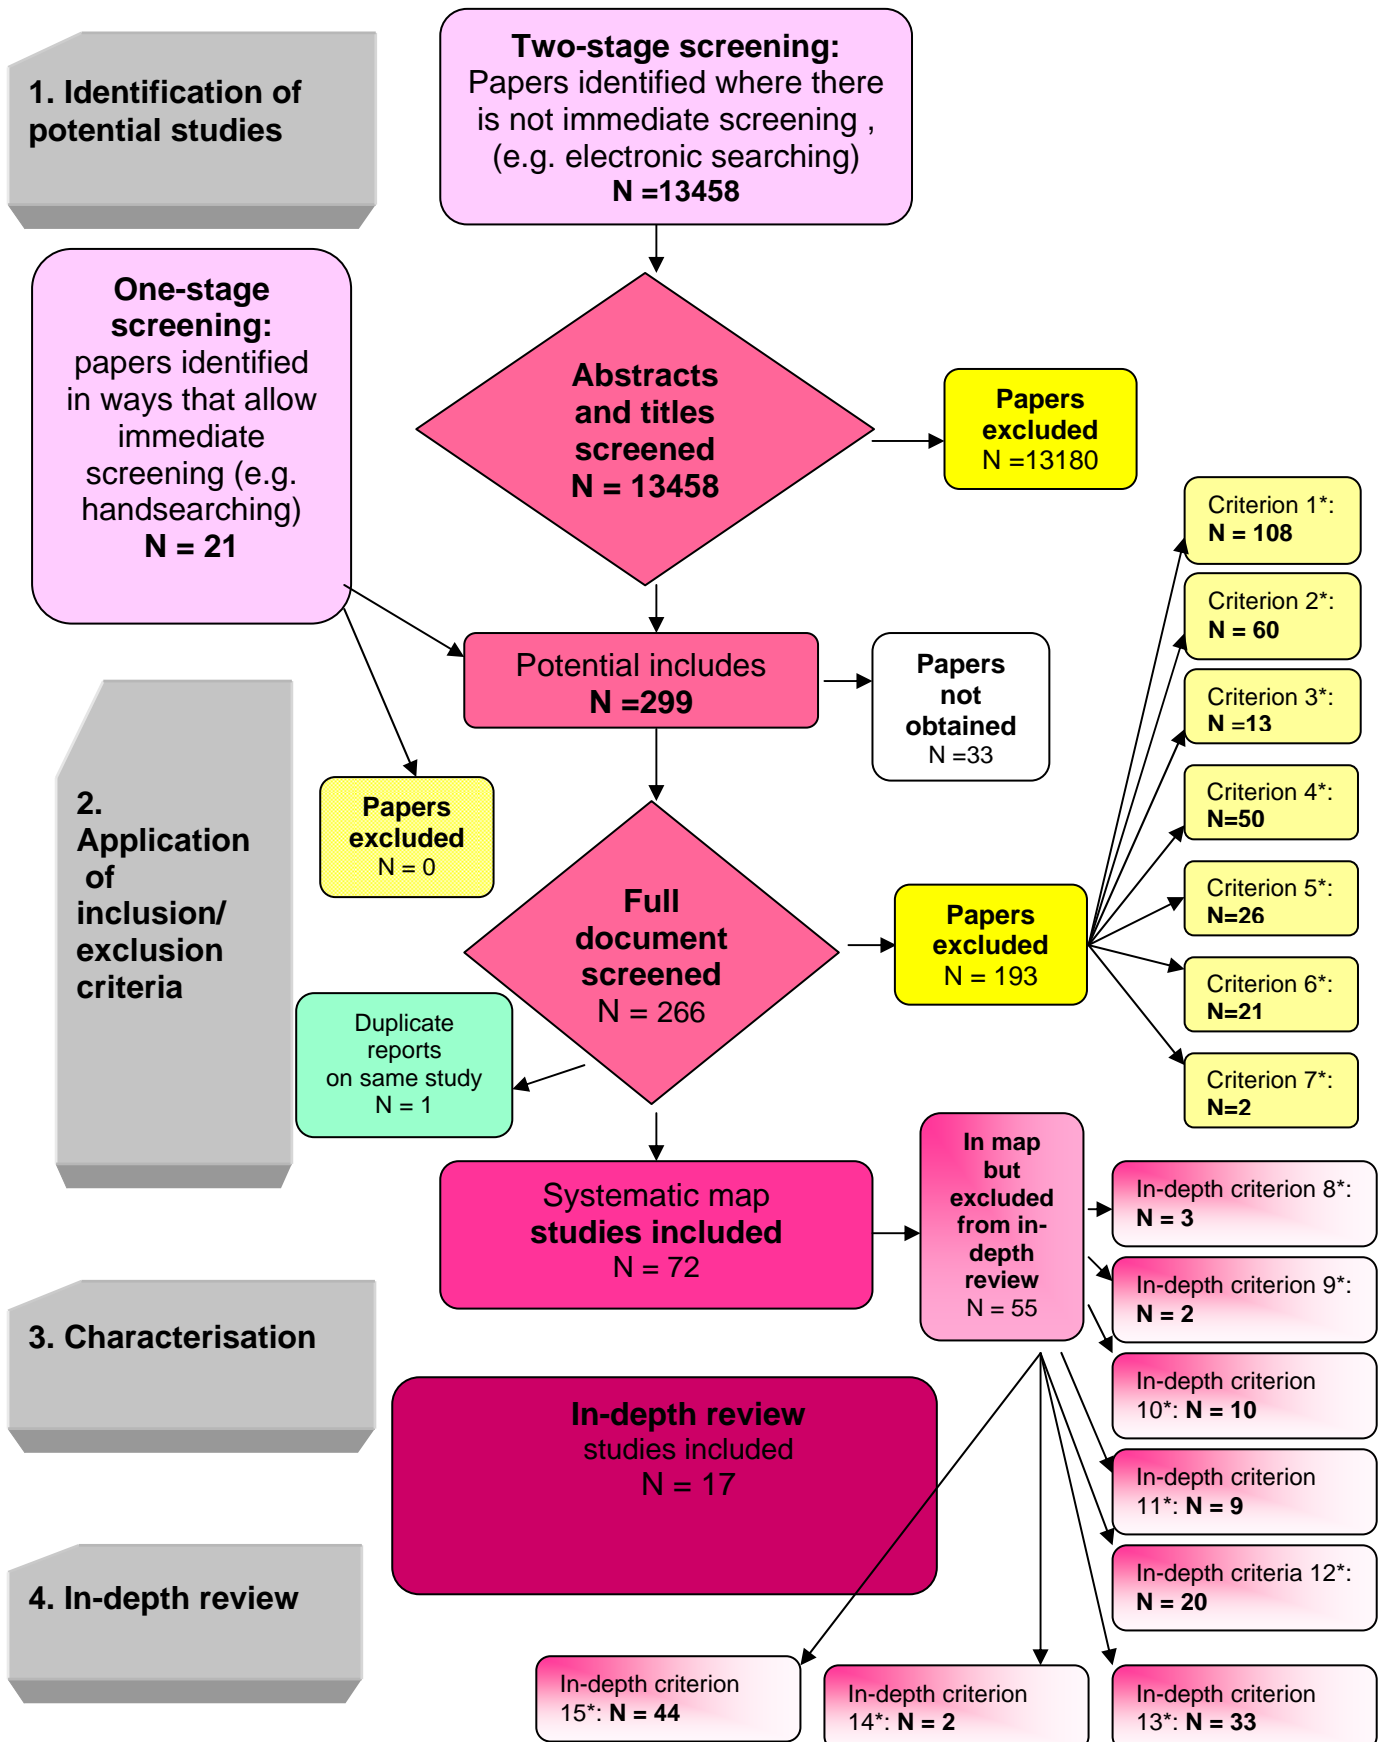 1. Identification of
potential studies
Two-stage screening:
Papers identified where there
is not immediate screening ,
(e.g. electronic searching)
N =13458
One-stage
screening:
papers identified
in ways that allow
immediate
screening (e.g.
handsearching)
N = 21
Abstracts
and titles
screened
N = 13458
Papers
excluded
N =13180
Criterion 1*:
N = 108
Criterion 2*:
N = 60
Criterion 3*:
N =13
Criterion 4*:
N=50
Criterion 5*:
N=26
Criterion 6*:
N=21
Criterion 7*:
N=2
Potential includes
N =299
Papers
not
obtained
N =33
2.
Application
of
inclusion/
exclusion
criteria
Papers
excluded
N = 0
Full
document
screened
N = 266
Papers
excluded
N = 193
Duplicate
reports
on same study
N = 1
Systematic map
studies included
N = 72
In map
but
excluded
from in-
depth
review
N = 55
In-depth criterion 8*:
N = 3
In-depth criterion 9*:
N = 2
In-depth criterion
10*: N = 10
In-depth criterion
11*: N = 9
In-depth criteria 12*:
N = 20
In-depth criterion
13*: N = 33
In-depth criterion
14*: N = 2
In-depth criterion
15*: N = 44
3. Characterisation
In-depth review
studies included
N = 17
4. In-depth review